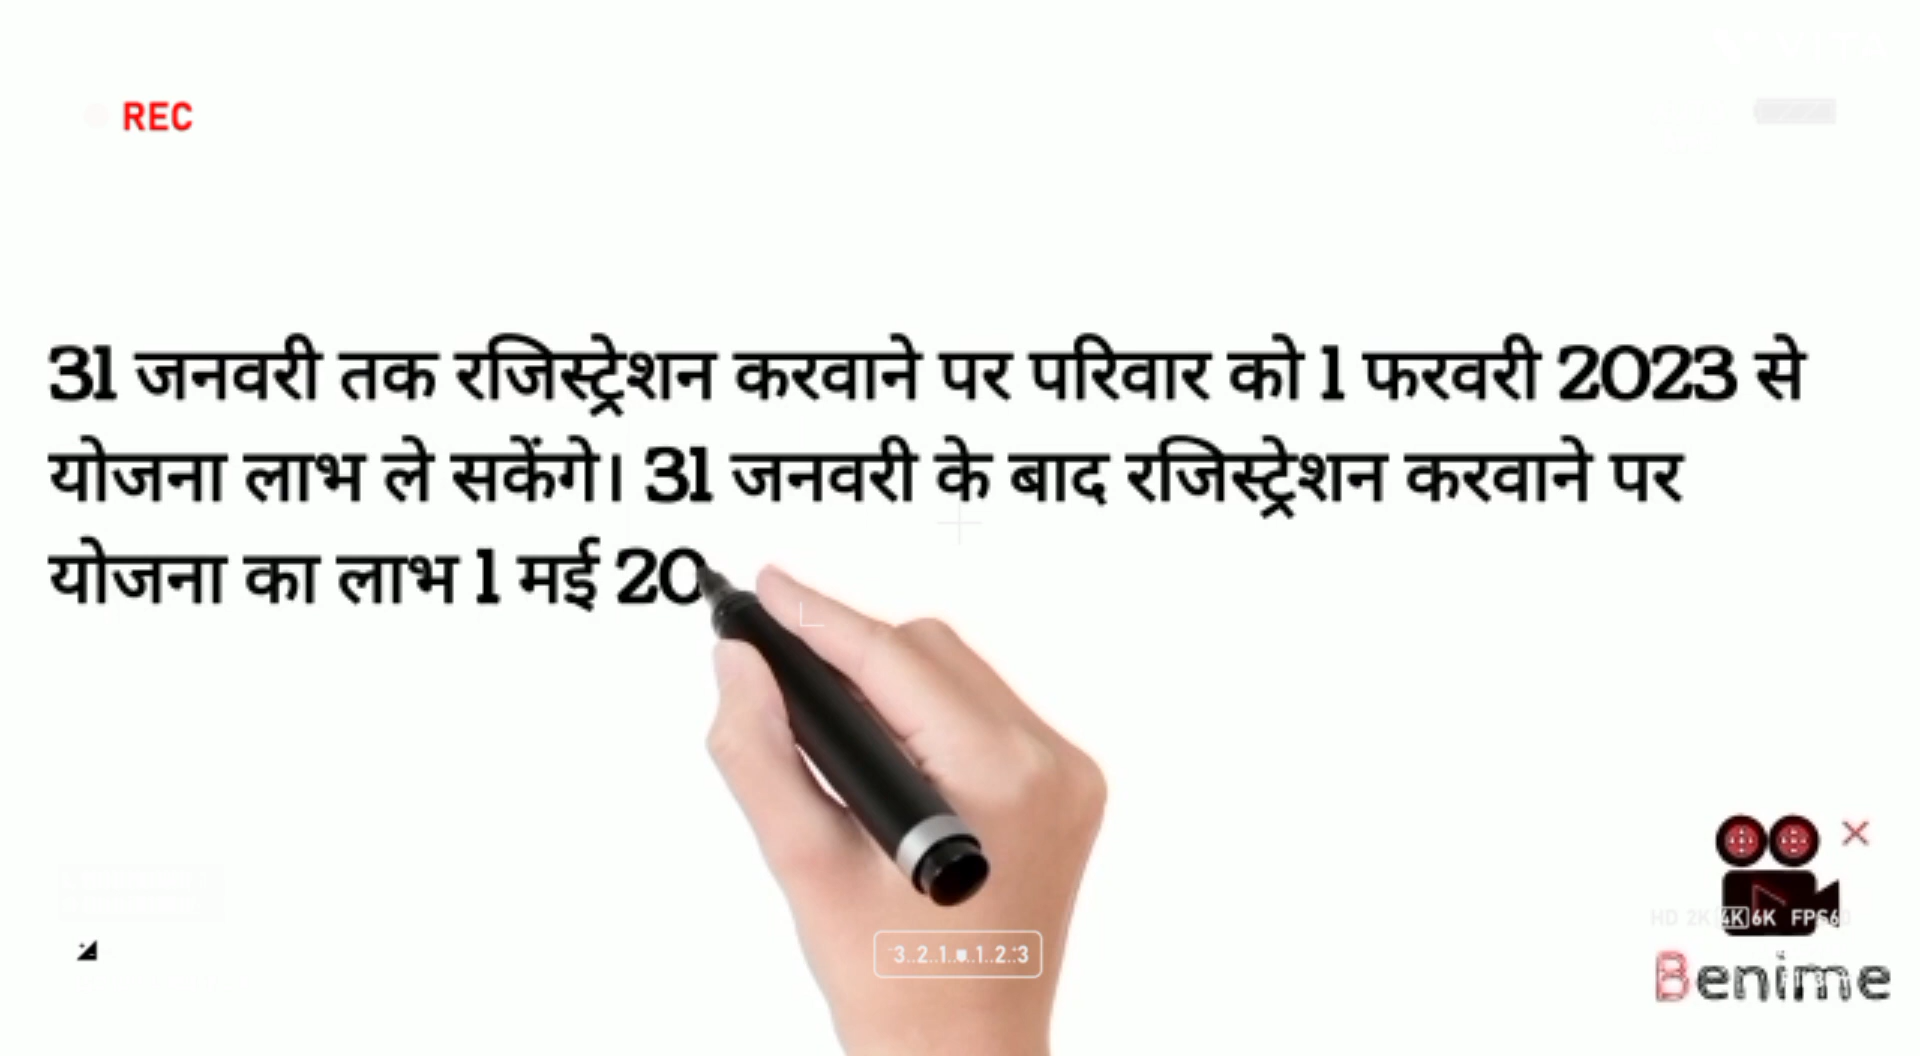 REC
31 जनवरी तक रजिस्ट्रेशन करवाने पर परिवार को 1 फरवरी 2023 से
योजना लाभ ले सकेंगे। 31 जनवरी के बाद रजिस्ट्रेशन करवाने पर
योजना का लाभ 1 मई 20
HD 2K 4K 6K FPS60
3..2..1..1..2..3
Benime